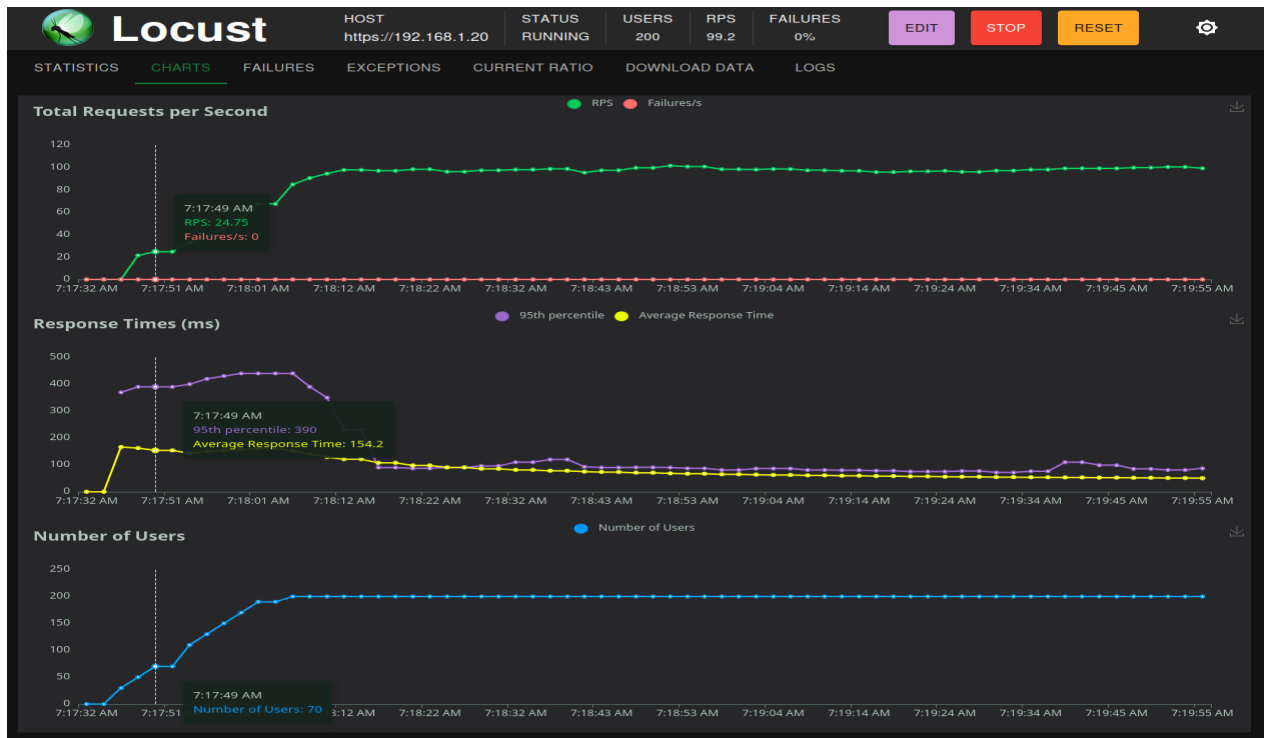 Locust
HOST
https://192.168.1.20
STATUS
RUNNING
USERS
200
RPS
99.2
FAILURES
0%
EDIT
STOP
RESET
STATISTICS CHARTS FAILURES EXCEPTIONS CURRENT RATIO DOWNLOAD DATA LOGS
Total Requests per Second
RPS Failures/s
120
100
80
60
40
20
0
7:17:49 AM
RPS: 24.75
Failures/s: 0
7:17:32 AM 7:17:51 AM 7:18:01 AM 7:18:12 AM 7:18:22 AM 7:18:32 AM 7:18:43 AM 7:18:53 AM 7:19:04 AM 7:19:14 AM 7:19:24 AM 7:19:34 AM 7:19:45 AM 7:19:55 AM
Response Times (ms)
95th percentile Average Response Time
500
400
300
200
100
0
7:17:49 AM
95th percentile: 390
Average Response Time: 154.2
7:17:32 AM 7:17:51 AM 7:18:01 AM 7:18:12 AM 7:18:22 AM 7:18:32 AM 7:18:43 AM 7:18:53 AM 7:19:04 AM 7:19:14 AM 7:19:24 AM 7:19:34 AM 7:19:45 AM 7:19:55 AM
Number of Users
Number of Users
250
200
150
100
50
0
7:17:49 AM
Number of Users: 70
7:17:32 AM 7:17:51 8:12 AM 7:18:22 AM 7:18:32 AM 7:18:43 AM 7:18:53 AM 7:19:04 AM 7:19:14 AM 7:19:24 AM 7:19:34 AM 7:19:45 AM 7:19:55 AM